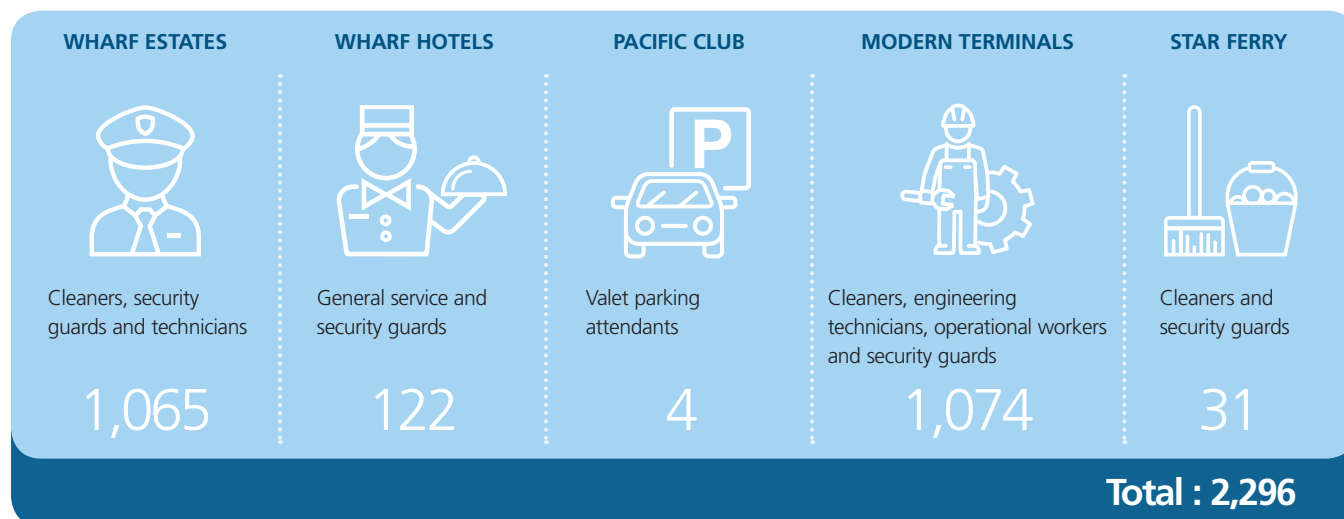 WHARF ESTATES
Cleaners, security
guards and technicians
1,065
WHARF HOTELS
General service and
security guards
122
PACIFIC CLUB
P
Valet parking
attendants
4
MODERN TERMINALS
Cleaners, engineering
technicians, operational workers
and security guards
1,074
STAR FERRY
Cleaners and
security guards
31
Total : 2,296